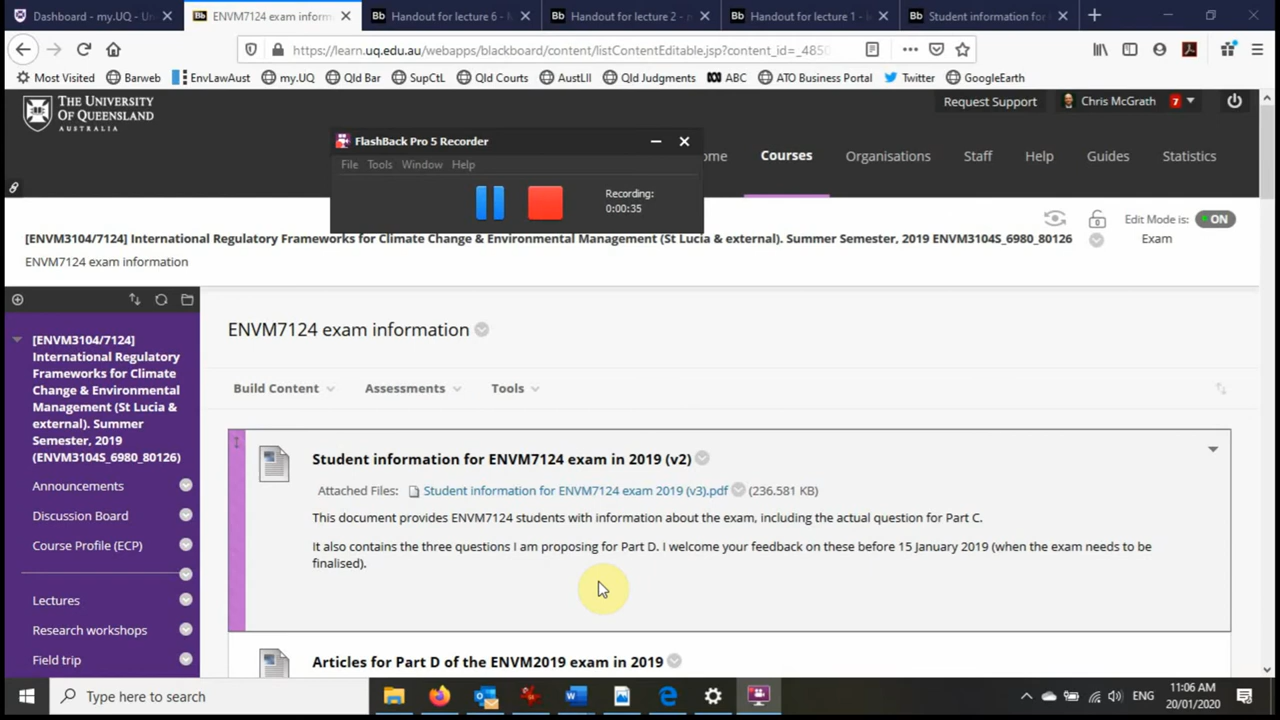 Dashboard - my.UQ - Un
ENVM7124 exam inform
Handout for lecture 6 -
Handout for lecture 2 -
Handout for lecture 1 -
Student information for
https://learn.uq.edu.au/webapps/blackboard/content/listContentEditable.jsp?content_id=_485
Most Visited
Barweb
EnvLawAust
my.UQ
Qld Bar
SupCtL
Qld Courts
AustLII
Qld Judgments
ABC
ATO Business Portal
Twitter
GoogleEarth
THE UNIVERSITY
OF QUEENSLAND
AUSTRALIA
Request Support
Chris McGrath
7
FlashBack Pro 5 Recorder
File
Tools
Window
Help
Recording:
0:00:35
ome
Courses
Organisations
Staff
Help
Guides
Statistics
Edit Mode is:
ON
[ENVM3104/7124] International Regulatory Frameworks for Climate Change & Environmental Management (St Lucia & external). Summer Semester, 2019 ENVM3104S_6980_80126
Exam
ENVM7124 exam information
[ENVM3104/7124]
International Regulatory
Frameworks for Climate
Change & Environmental
Management (St Lucia &
external). Summer
Semester, 2019
(ENVM3104S_6980_80126)
Announcements
Discussion Board
Course Profile (ECP)
Lectures
Research workshops
Field trip
ENVM7124 exam information
Build Content
Assessments
Tools
Student information for ENVM7124 exam in 2019 (v2)
Attached Files: Student information for ENVM7124 exam 2019 (v3).pdf (236.581 KB)
This document provides ENVM7124 students with information about the exam, including the actual question for Part C.
It also contains the three questions I am proposing for Part D. I welcome your feedback on these before 15 January 2019 (when the exam needs to be
finalised).
Articles for Part D of the ENVM2019 exam in 2019
Type here to search
ENG
11:06 AM
20/01/2020